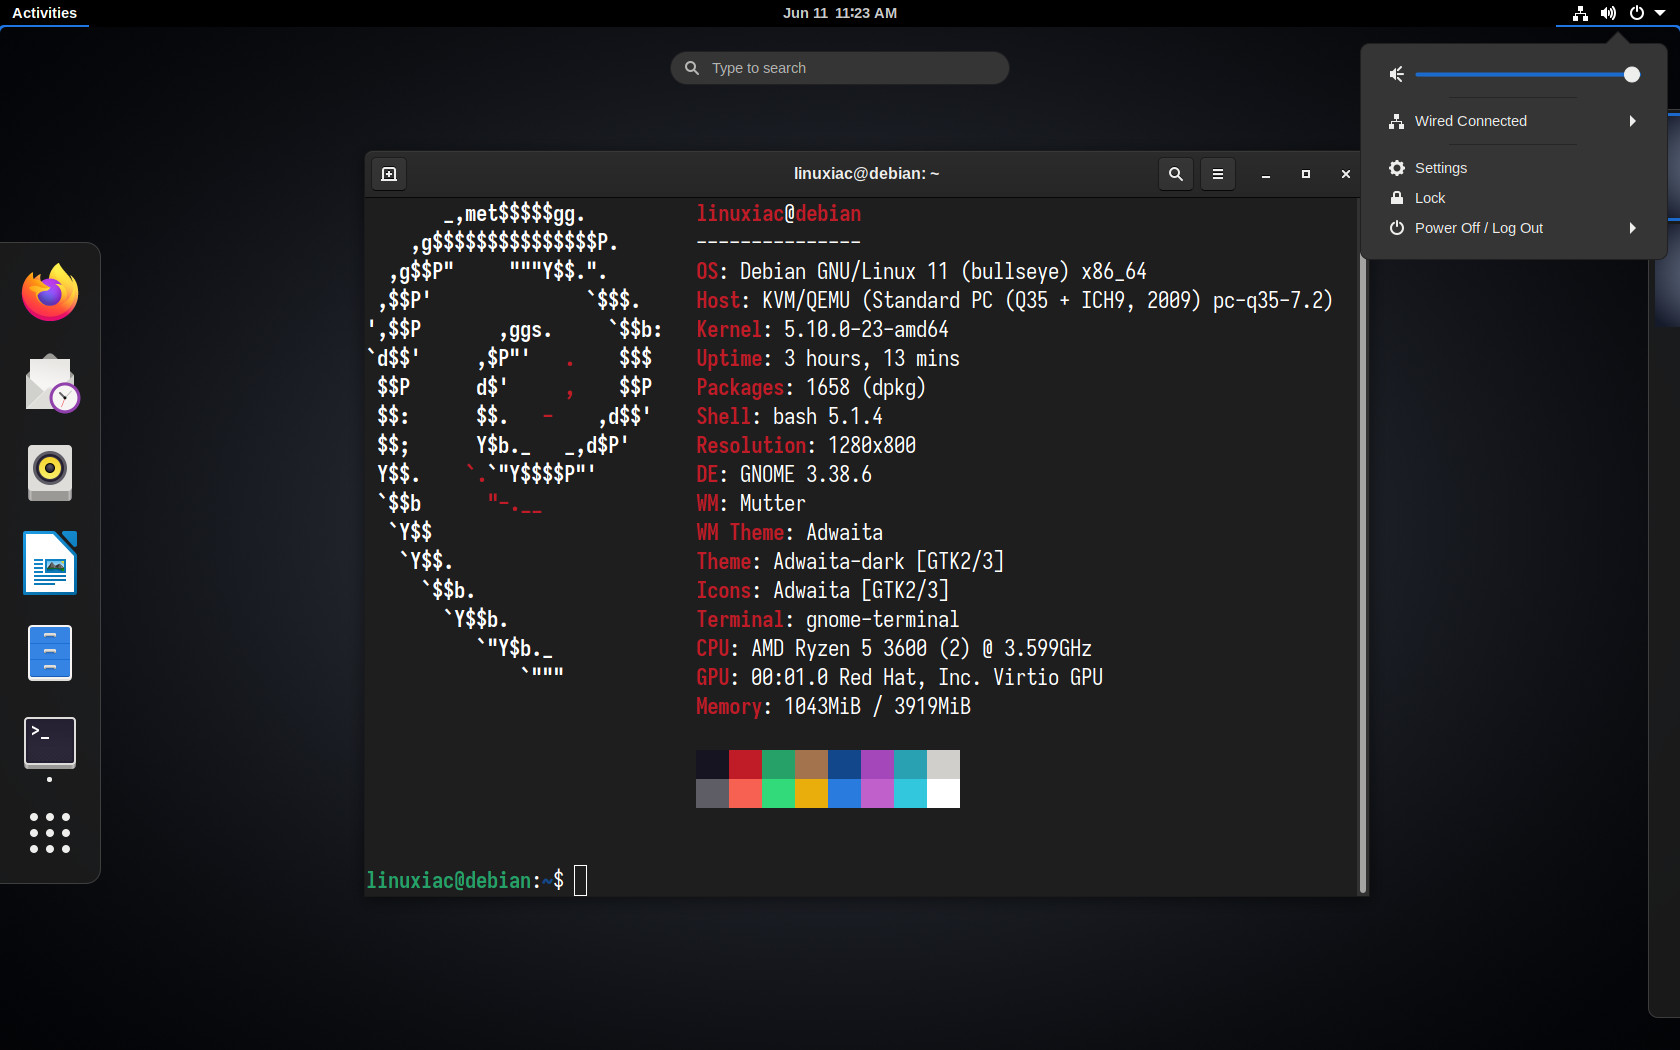 Activities
Jun 11 11:23 AM
Type to search
Wired Connected
Settings
Lock
Power Off / Log Out
linuxiac@debian: ~
       _,met$$$$$gg.            linuxiac@debian
    ,g$$$$$$$$$$$$$$$P.         ---------------
  ,g$$P"     """Y$$.".          OS: Debian GNU/Linux 11 (bullseye) x86_64
 ,$$P'              `$$$.       Host: KVM/QEMU (Standard PC (Q35 + ICH9, 2009) pc-q35-7.2)
',$$P       ,ggs.     `$$b:     Kernel: 5.10.0-23-amd64
`d$$'     ,$P"'   .    $$$      Uptime: 3 hours, 13 mins
 $$P      d$'     ,    $$P      Packages: 1658 (dpkg)
 $$:      $$.   -    ,d$$'      Shell: bash 5.1.4
 $$;      Y$b._   _,d$P'        Resolution: 1280x800
 Y$$.    `.`"Y$$$$P"'           DE: GNOME 3.38.6
 `$$b      "-.__                WM: Mutter
  `Y$$                          WM Theme: Adwaita
   `Y$$.                        Theme: Adwaita-dark [GTK2/3]
     `$$b.                      Icons: Adwaita [GTK2/3]
       `Y$$b.                   Terminal: gnome-terminal
          `"Y$b._               CPU: AMD Ryzen 5 3600 (2) @ 3.599GHz
              `"""              GPU: 00:01.0 Red Hat, Inc. Virtio GPU
                                Memory: 1043MiB / 3919MiB
linuxiac@debian:~$
>_